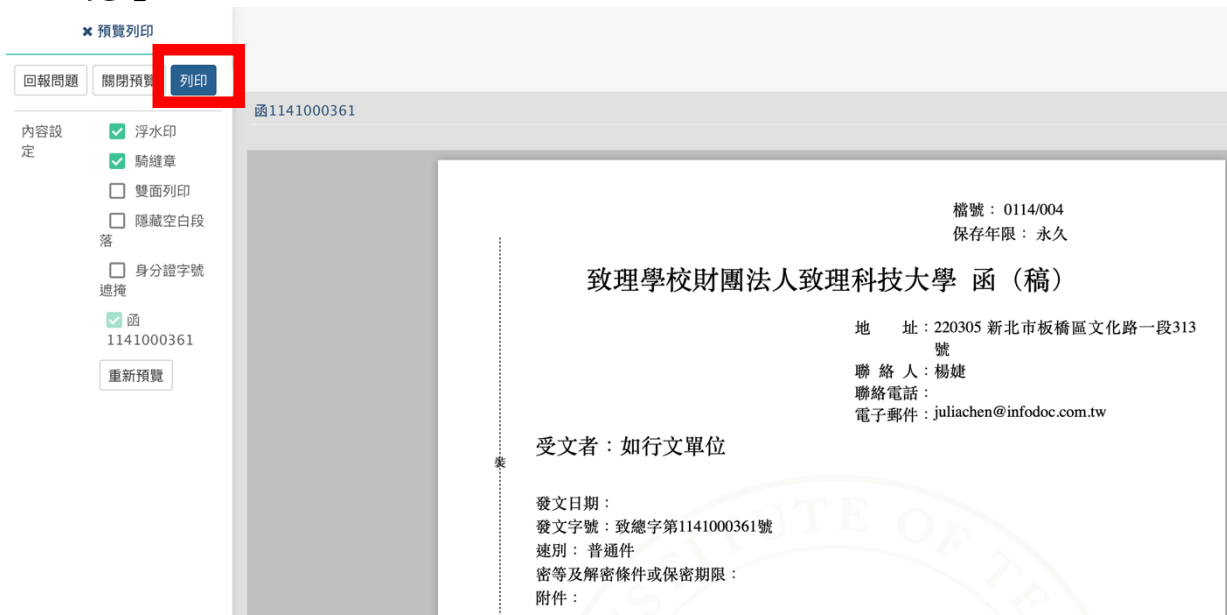 ✖ 預覽列印
回報問題 關閉預覽 列印
函1141000361
內容設定
浮水印
騎縫章
雙面列印
隱藏空白段落
身分證字號遮掩
函
1141000361
重新預覽
檔號： 0114/004
保存年限： 永久
致理學校財團法人致理科技大學 函（稿）
地　　址：220305 新北市板橋區文化路一段313
號
聯 絡 人：楊婕
聯絡電話：
電子郵件：juliachen@infodoc.com.tw
受文者：如行文單位
裝
發文日期：
發文字號：致總字第1141000361號
速別： 普通件
密等及解密條件或保密期限：
附件：
STITUTE OF TE